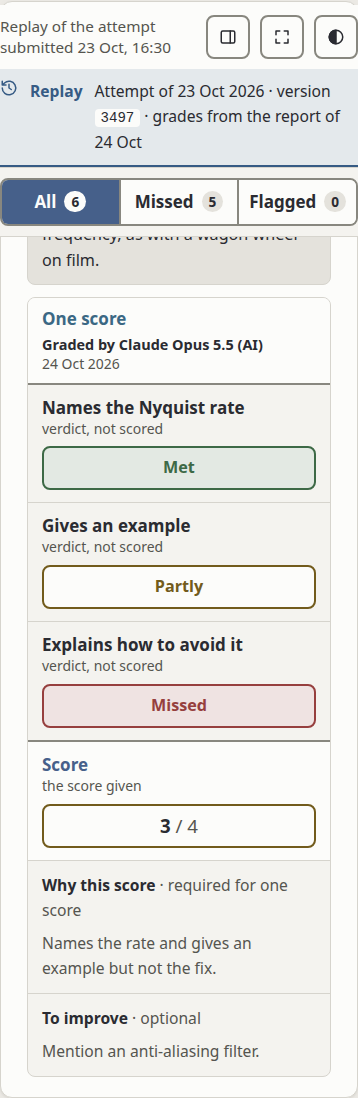 Replay of the attempt
submitted 23 Oct, 16:30
Replay
Attempt of 23 Oct 2026 · version
3497 · grades from the report of
24 Oct
All 6
Missed 5
Flagged 0
frequency, as with a wagon wheel
on film.
One score
Graded by Claude Opus 5.5 (AI)
24 Oct 2026
Names the Nyquist rate
verdict, not scored
Met
Gives an example
verdict, not scored
Partly
Explains how to avoid it
verdict, not scored
Missed
Score
the score given
3 / 4
Why this score · required for one
score
Names the rate and gives an
example but not the fix.
To improve · optional
Mention an anti-aliasing filter.